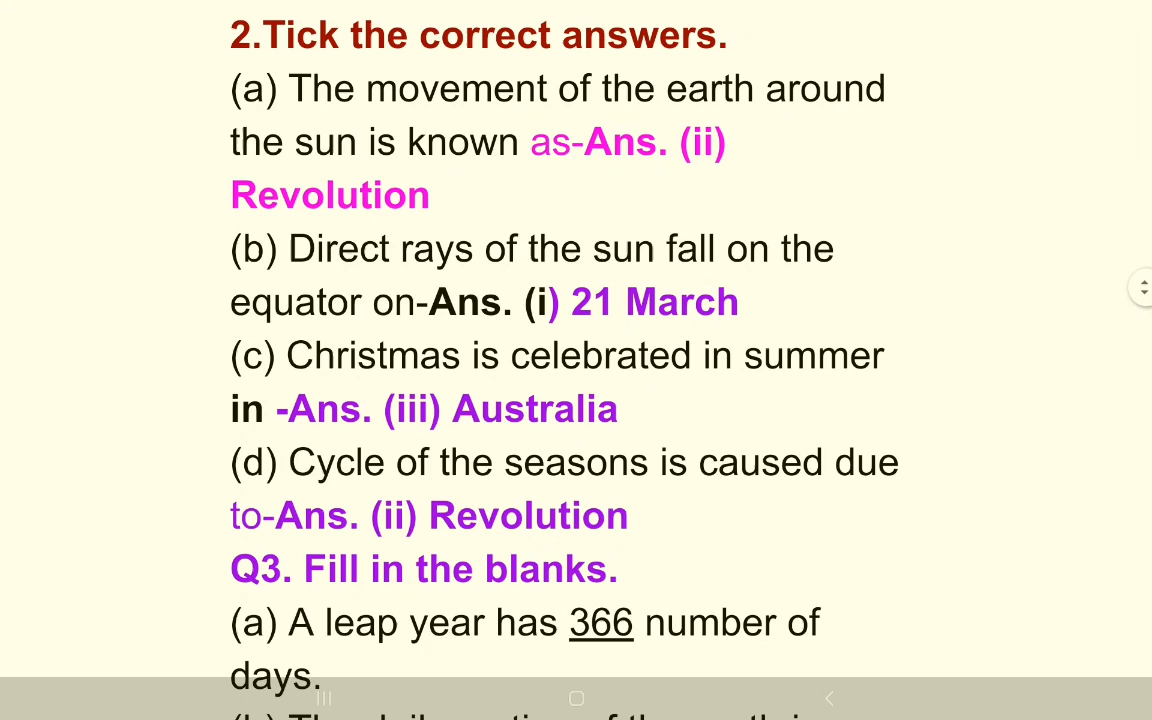 2.Tick the correct answers.
(a) The movement of the earth around
the sun is known as-Ans. (ii)
Revolution
(b) Direct rays of the sun fall on the
equator on-Ans. (i) 21 March
(c) Christmas is celebrated in summer
in -Ans. (iii) Australia
(d) Cycle of the seasons is caused due
to-Ans. (ii) Revolution
Q3. Fill in the blanks.
(a) A leap year has 366 number of
days.